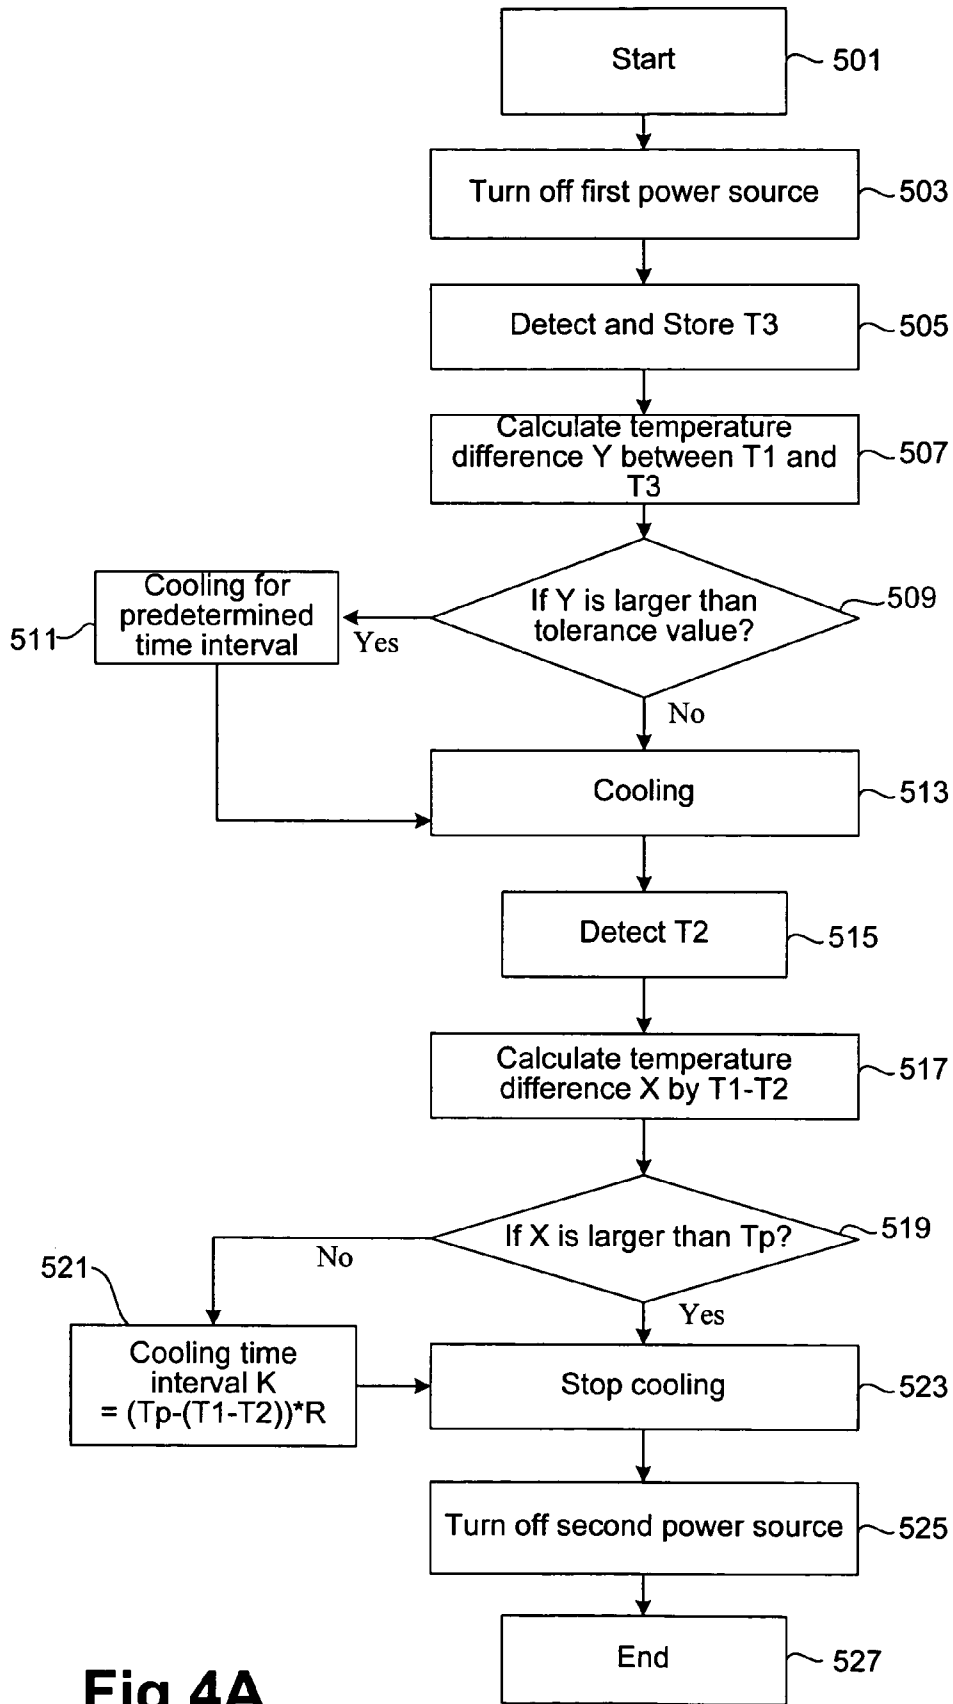 Start
501
Turn off first power source
503
Detect and Store T3
505
Calculate temperature
difference Y between T1 and
T3
507
If Y is larger than
tolerance value?
509
Yes
Cooling for
predetermined
time interval
511
No
Cooling
513
Detect T2
515
Calculate temperature
difference X by T1-T2
517
If X is larger than Tp?
519
No
521
Cooling time
interval K
= (Tp-(T1-T2))*R
Yes
Stop cooling
523
Turn off second power source
525
End
527
Fig 4A